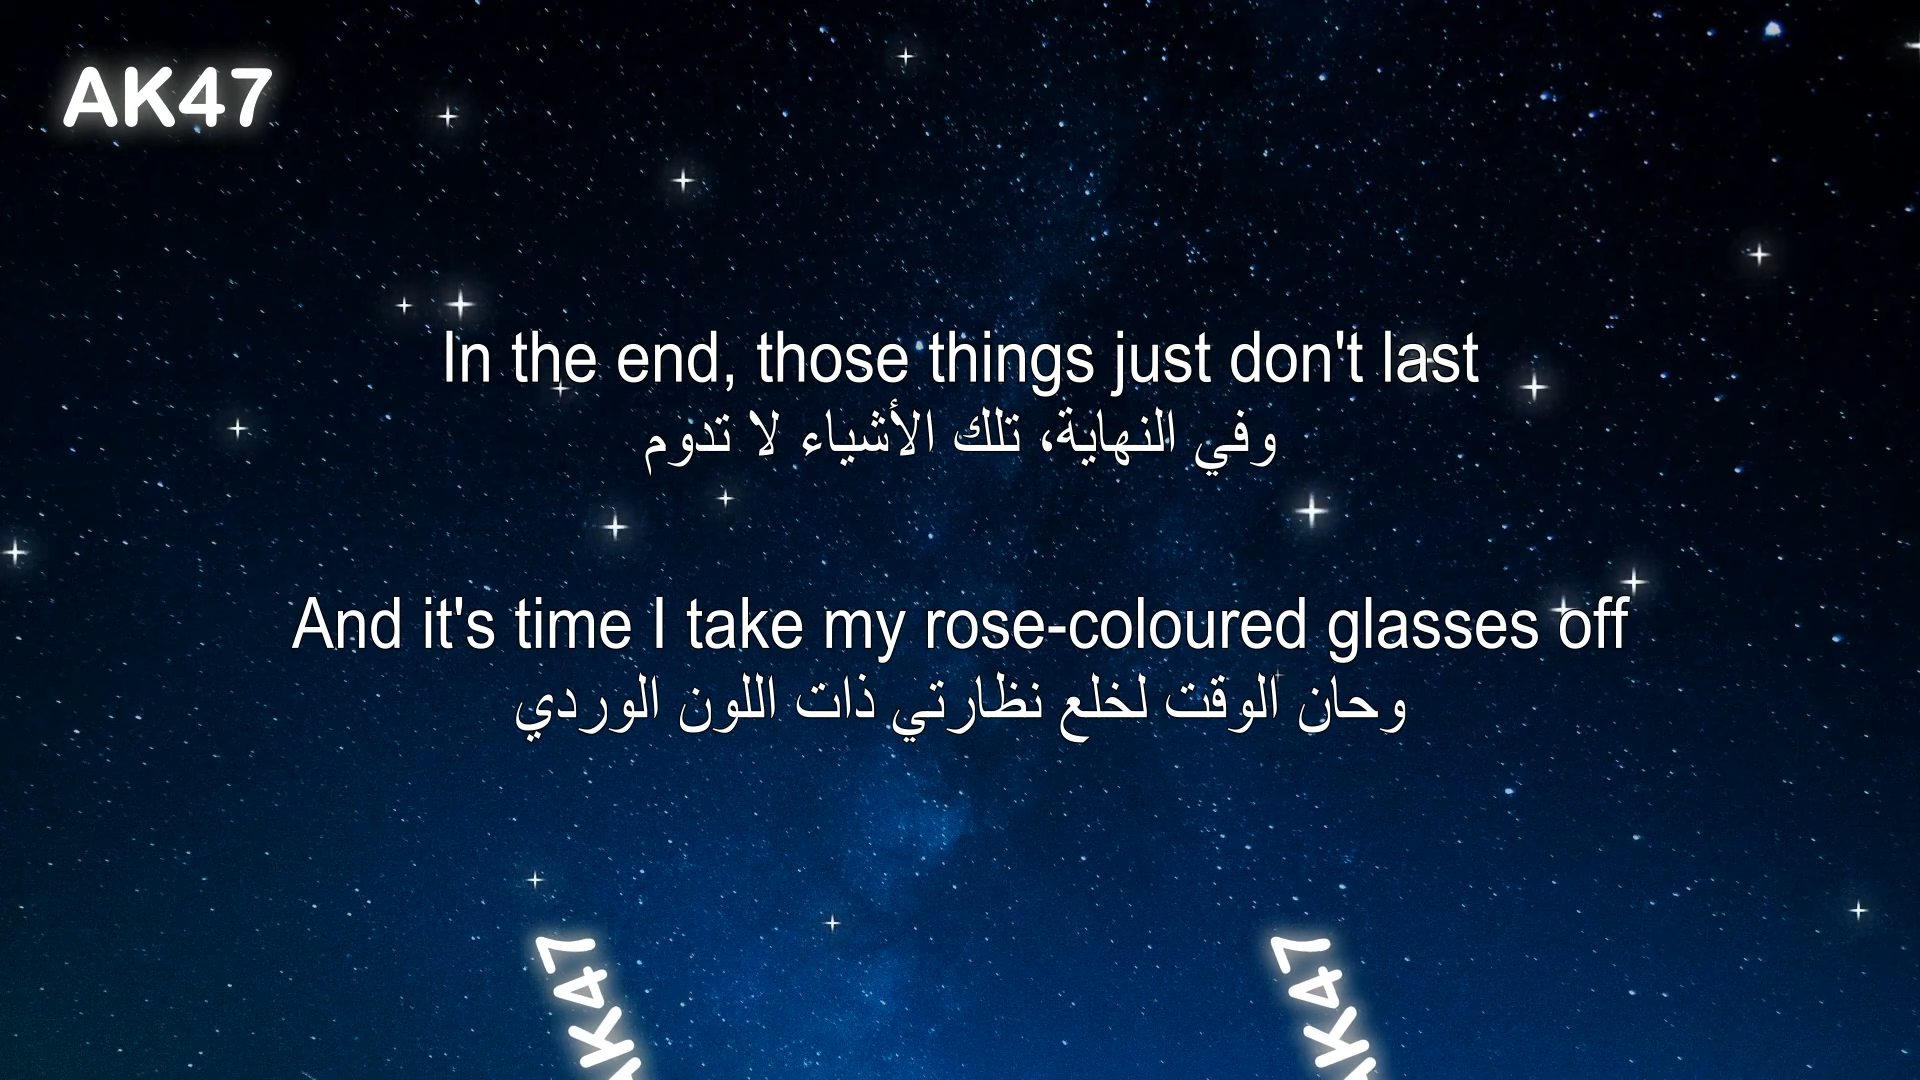 AK47
In the end, those things just don't last
وفي النهاية، تلك الأشياء لا تدوم
And it's time I take my rose-coloured glasses off
وحان الوقت لخلع نظارتي ذات اللون الوردي
AK47
AK47